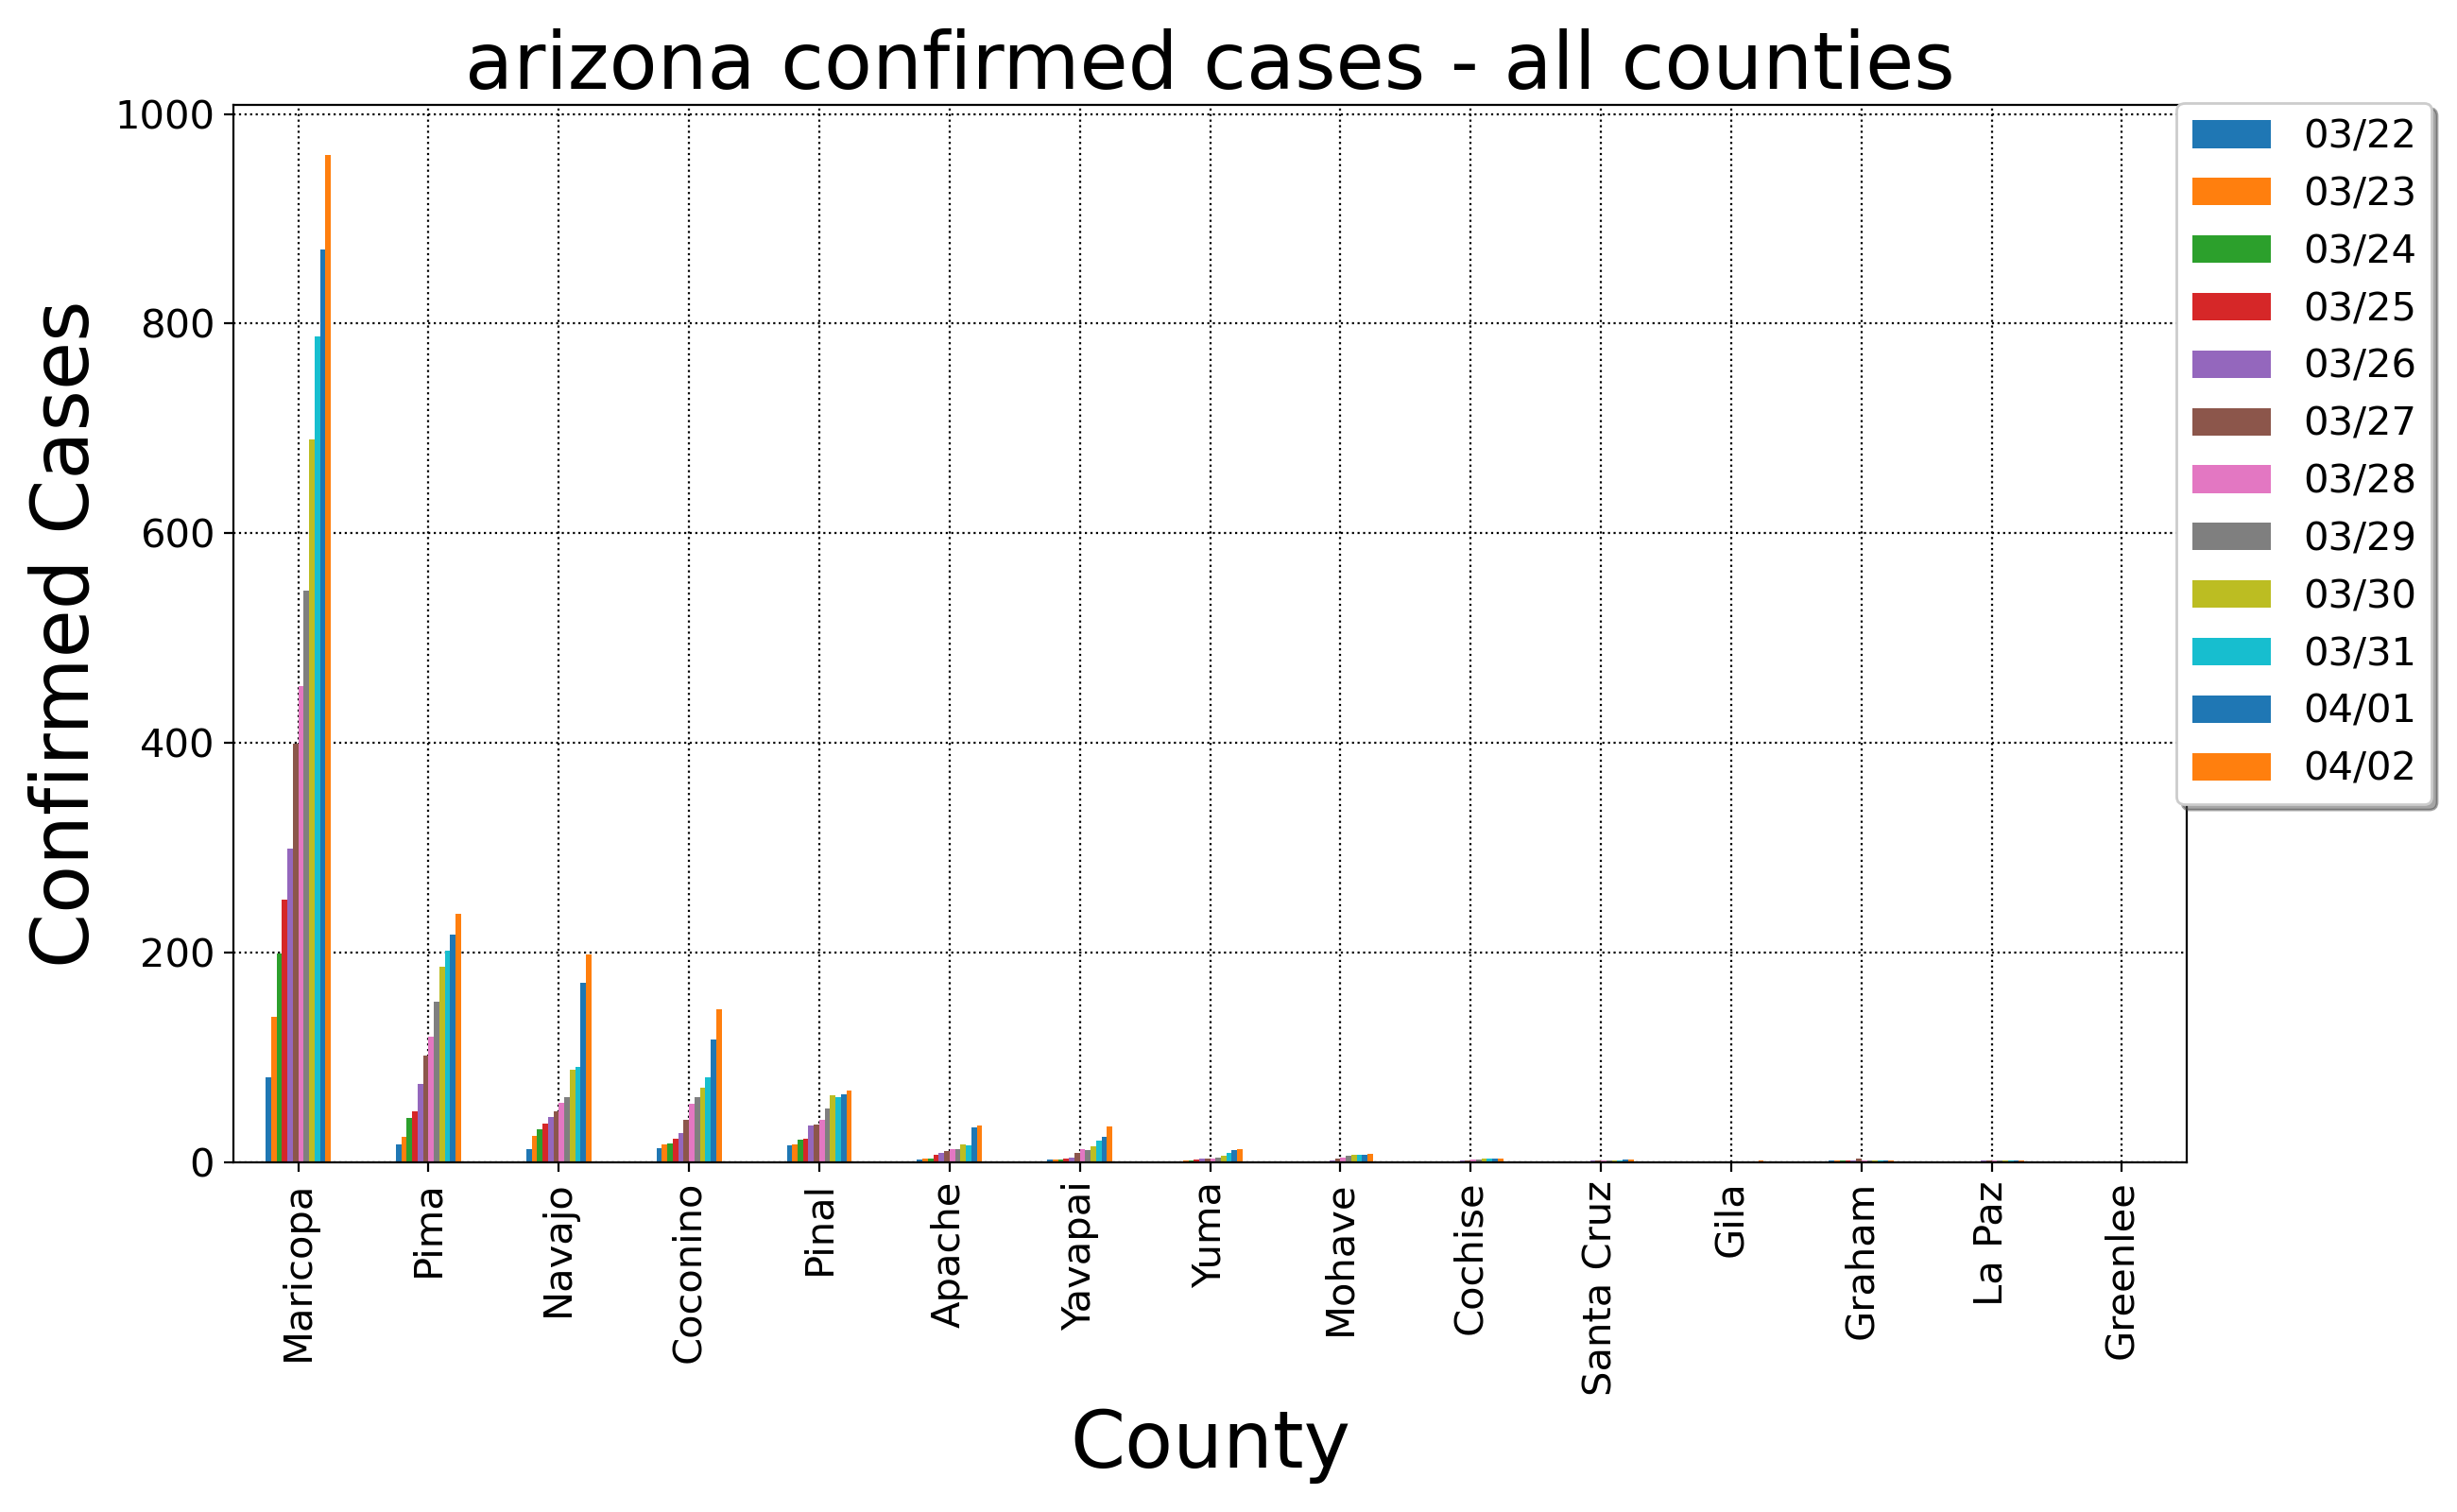 arizona confirmed cases - all counties
Confirmed Cases
1000
800
600
400
200
0
03/22
03/23
03/24
03/25
03/26
03/27
03/28
03/29
03/30
03/31
04/01
04/02
Maricopa
Pima
Navajo
Coconino
Pinal
Apache
Yavapai
Yuma
Mohave
Cochise
Santa Cruz
Gila
Graham
La Paz
Greenlee
County